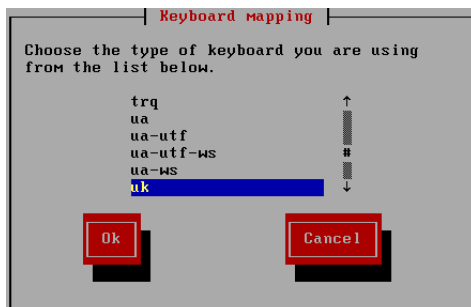 Keyboard mapping
Choose the type of keyboard you are using
from the list below.
trq
ua
ua-utf
ua-utf-ws
ua-ws
uk
Ok
Cancel